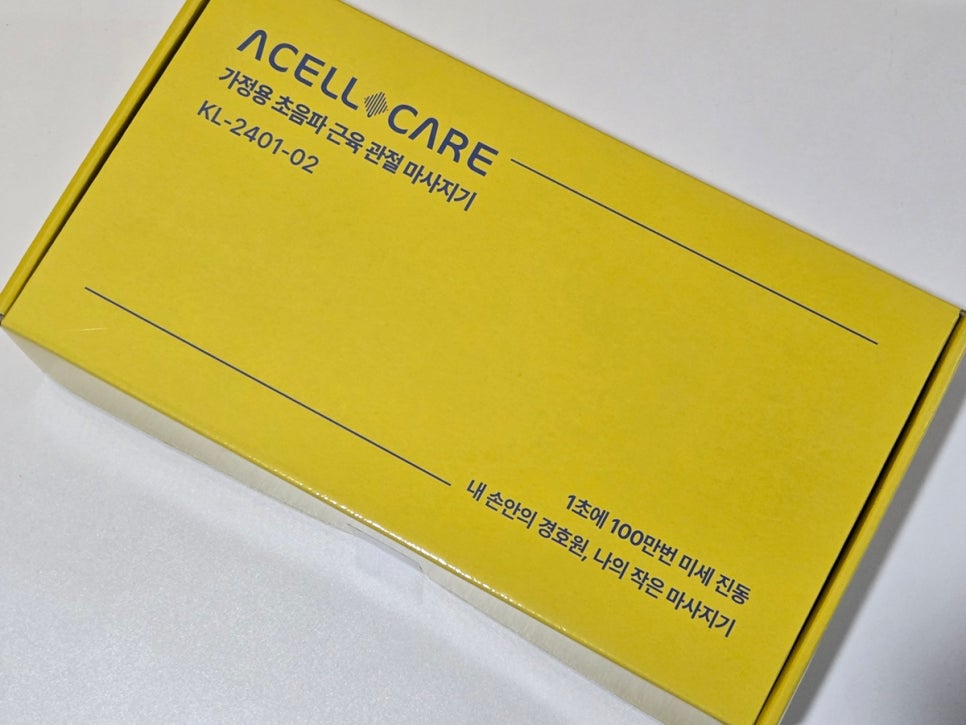 ACELL CARE
가정용 초음파 근육 관절 마사지기
KL-2401-02
1초에 100만번 미세 진동
내 손안의 경호원, 나의 작은 마사지기